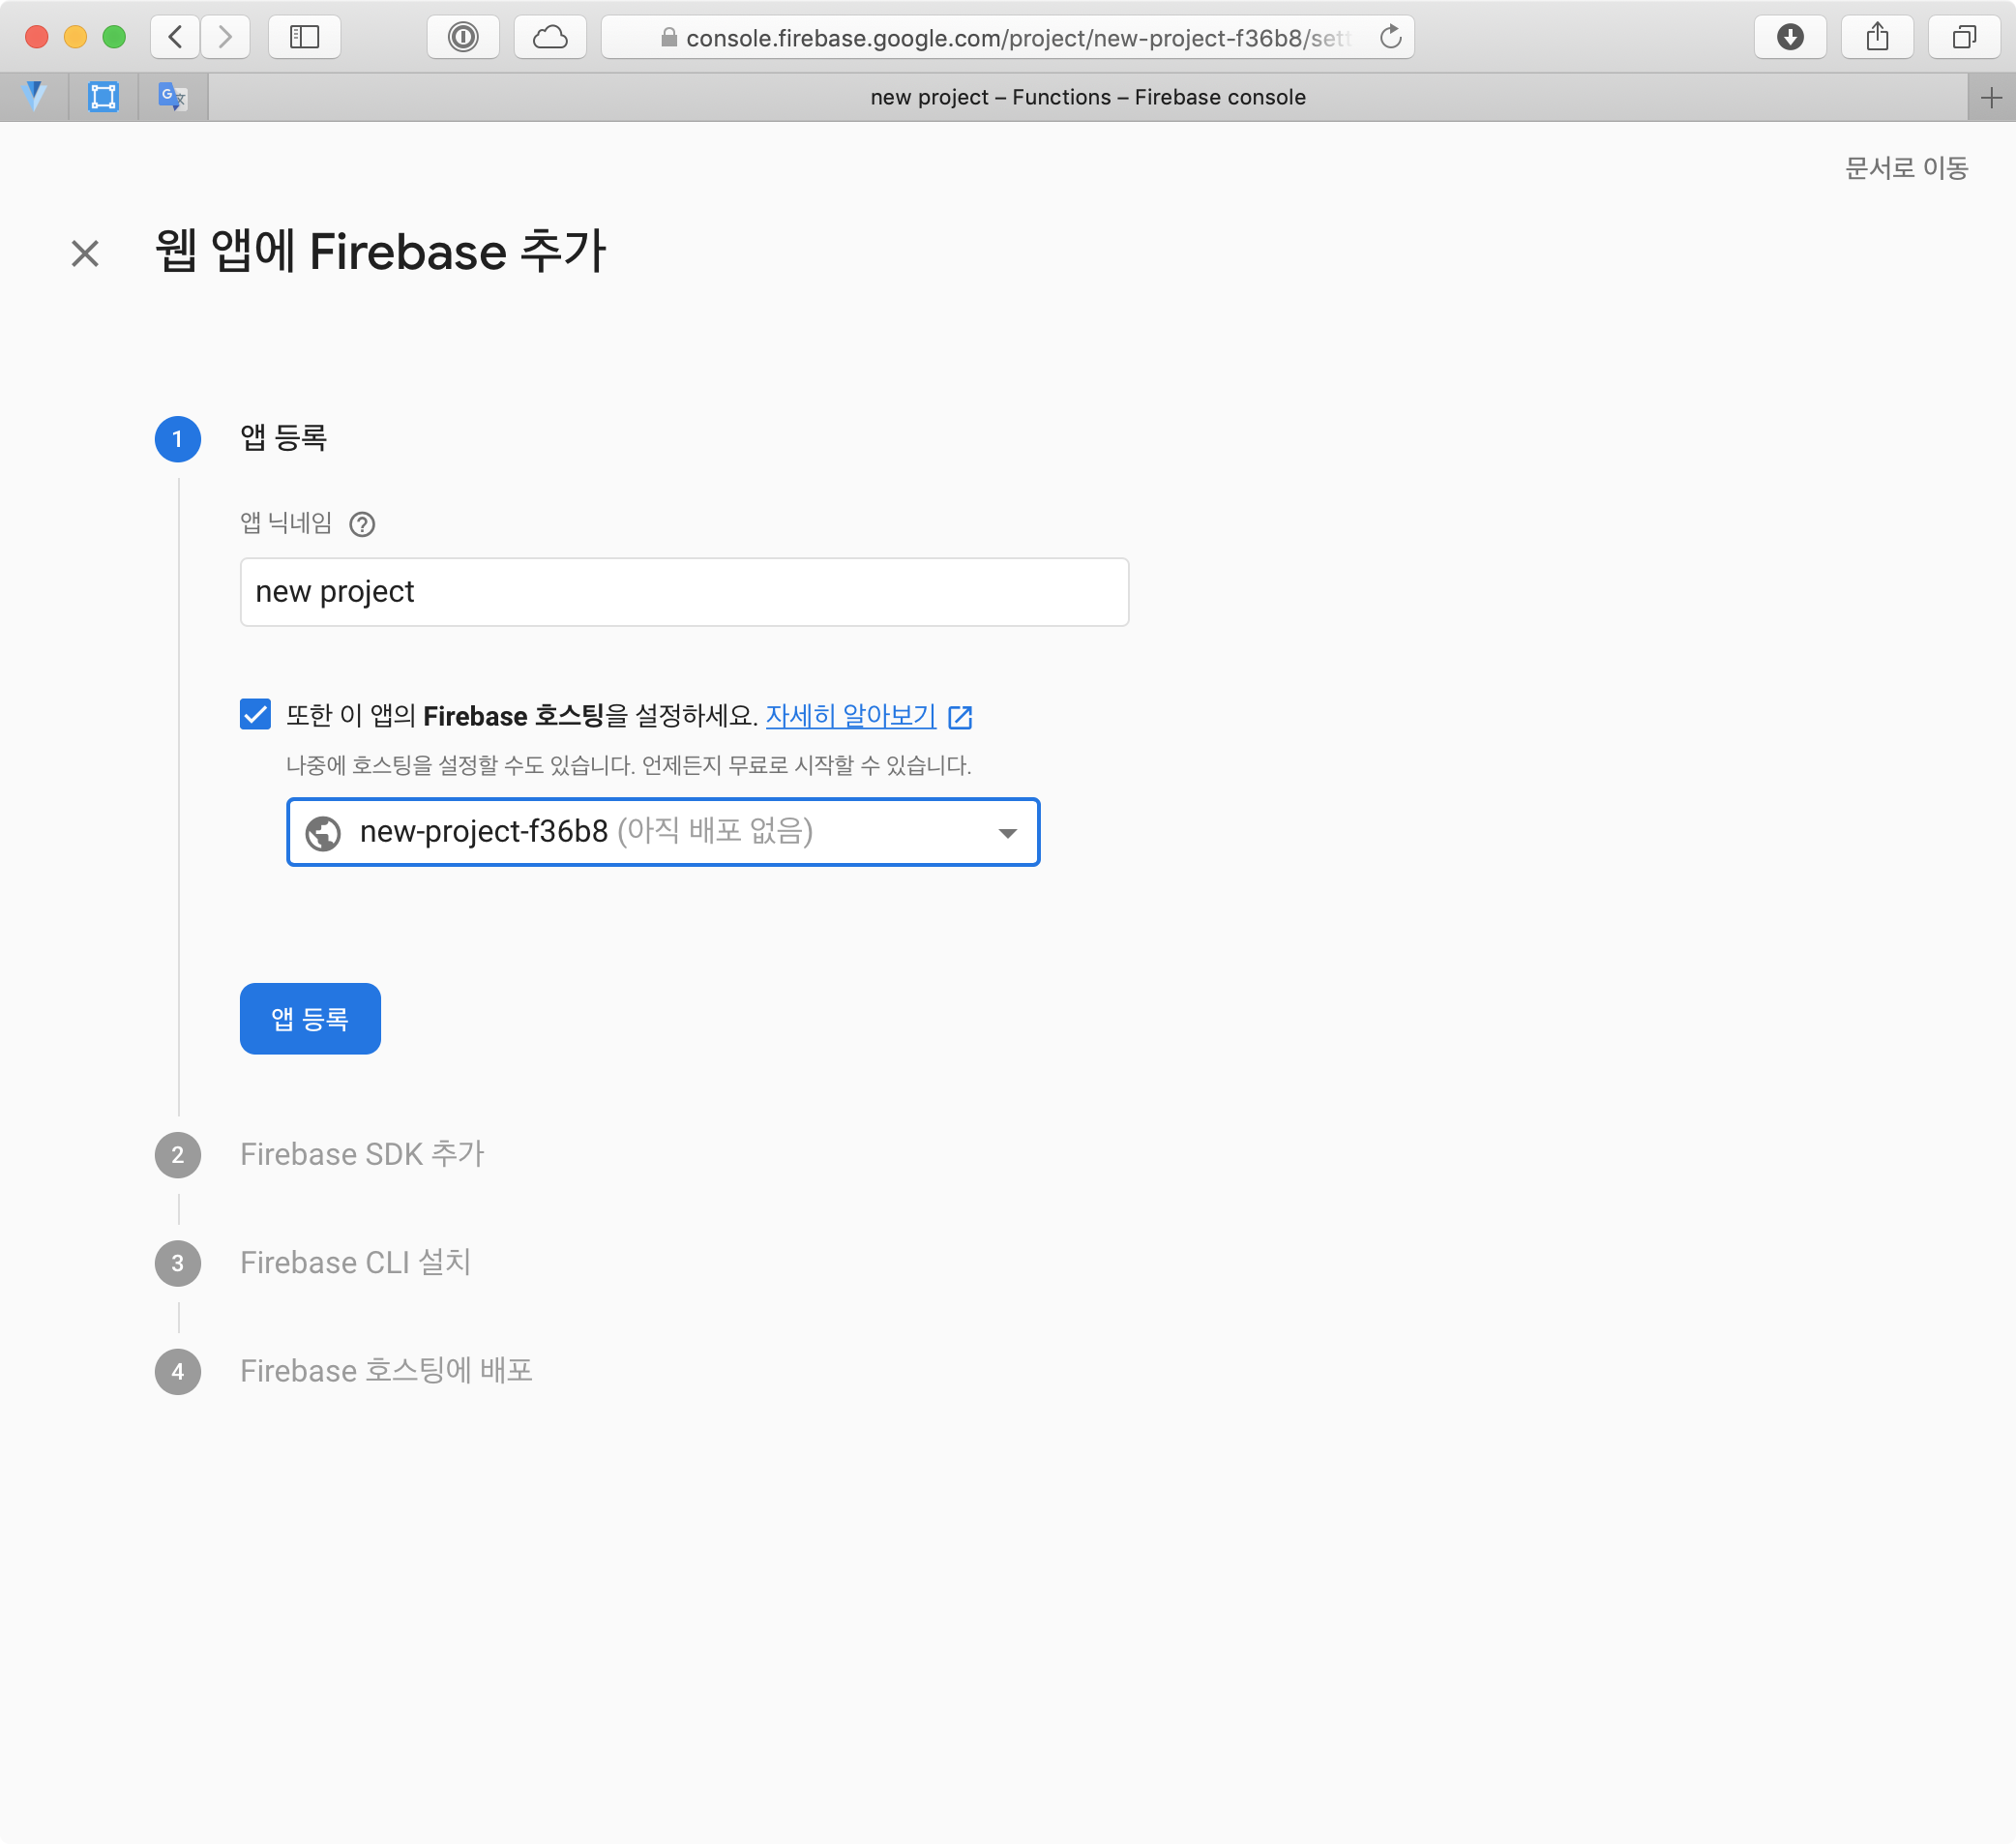 console.firebase.google.com/project/new-project-f36b8/sett
new project – Functions – Firebase console
문서로 이동
웹 앱에 Firebase 추가
1 앱 등록
앱 닉네임 ?
new project
또한 이 앱의 Firebase 호스팅을 설정하세요. 자세히 알아보기
나중에 호스팅을 설정할 수도 있습니다. 언제든지 무료로 시작할 수 있습니다.
new-project-f36b8 (아직 배포 없음)
앱 등록
2 Firebase SDK 추가
3 Firebase CLI 설치
4 Firebase 호스팅에 배포